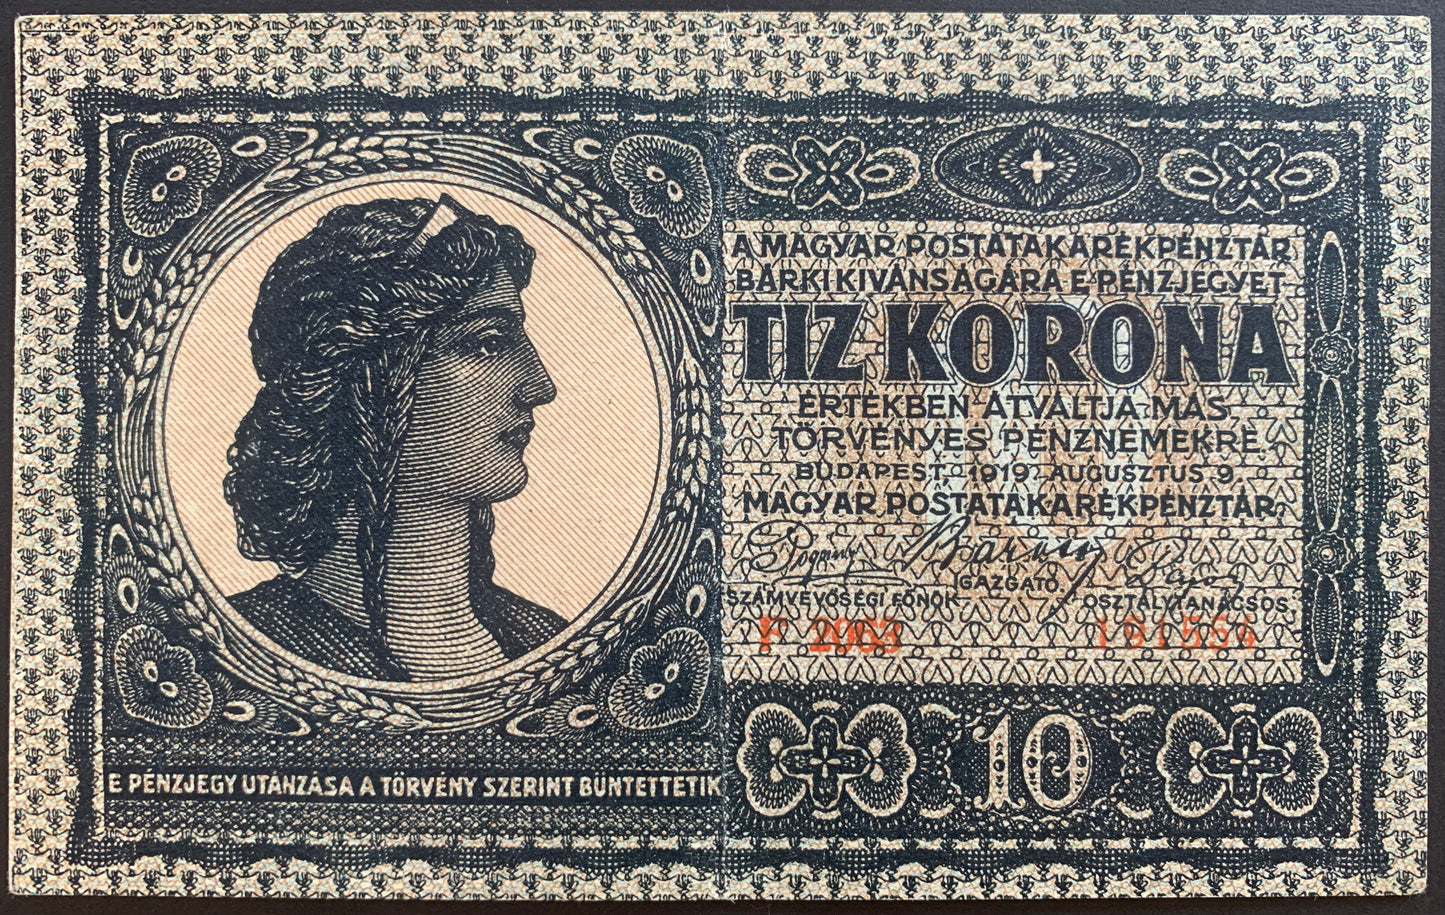 A MAGYAR POSTATAKARÉKPÉNZTÁR
BÁRKI KIVÁNSÁGÁRA E PÉNZJEGYET
TIZ KORONA
ÉRTÉKBEN ÁTVÁLTJA MÁS
TÖRVÉNYES PÉNZNEMEKRE.
BUDAPEST, 1919. AUGUSZTUS 9.
MAGYAR POSTATAKARÉKPÉNZTÁR.
IGAZGATÓ.
SZÁMVEVŐSÉGI FŐNÖK
OSZTÁLYTANÁCSOS.
F 2063 191554
10
E PÉNZJEGY UTÁNZÁSA A TÖRVÉNY SZERINT BÜNTETTETIK